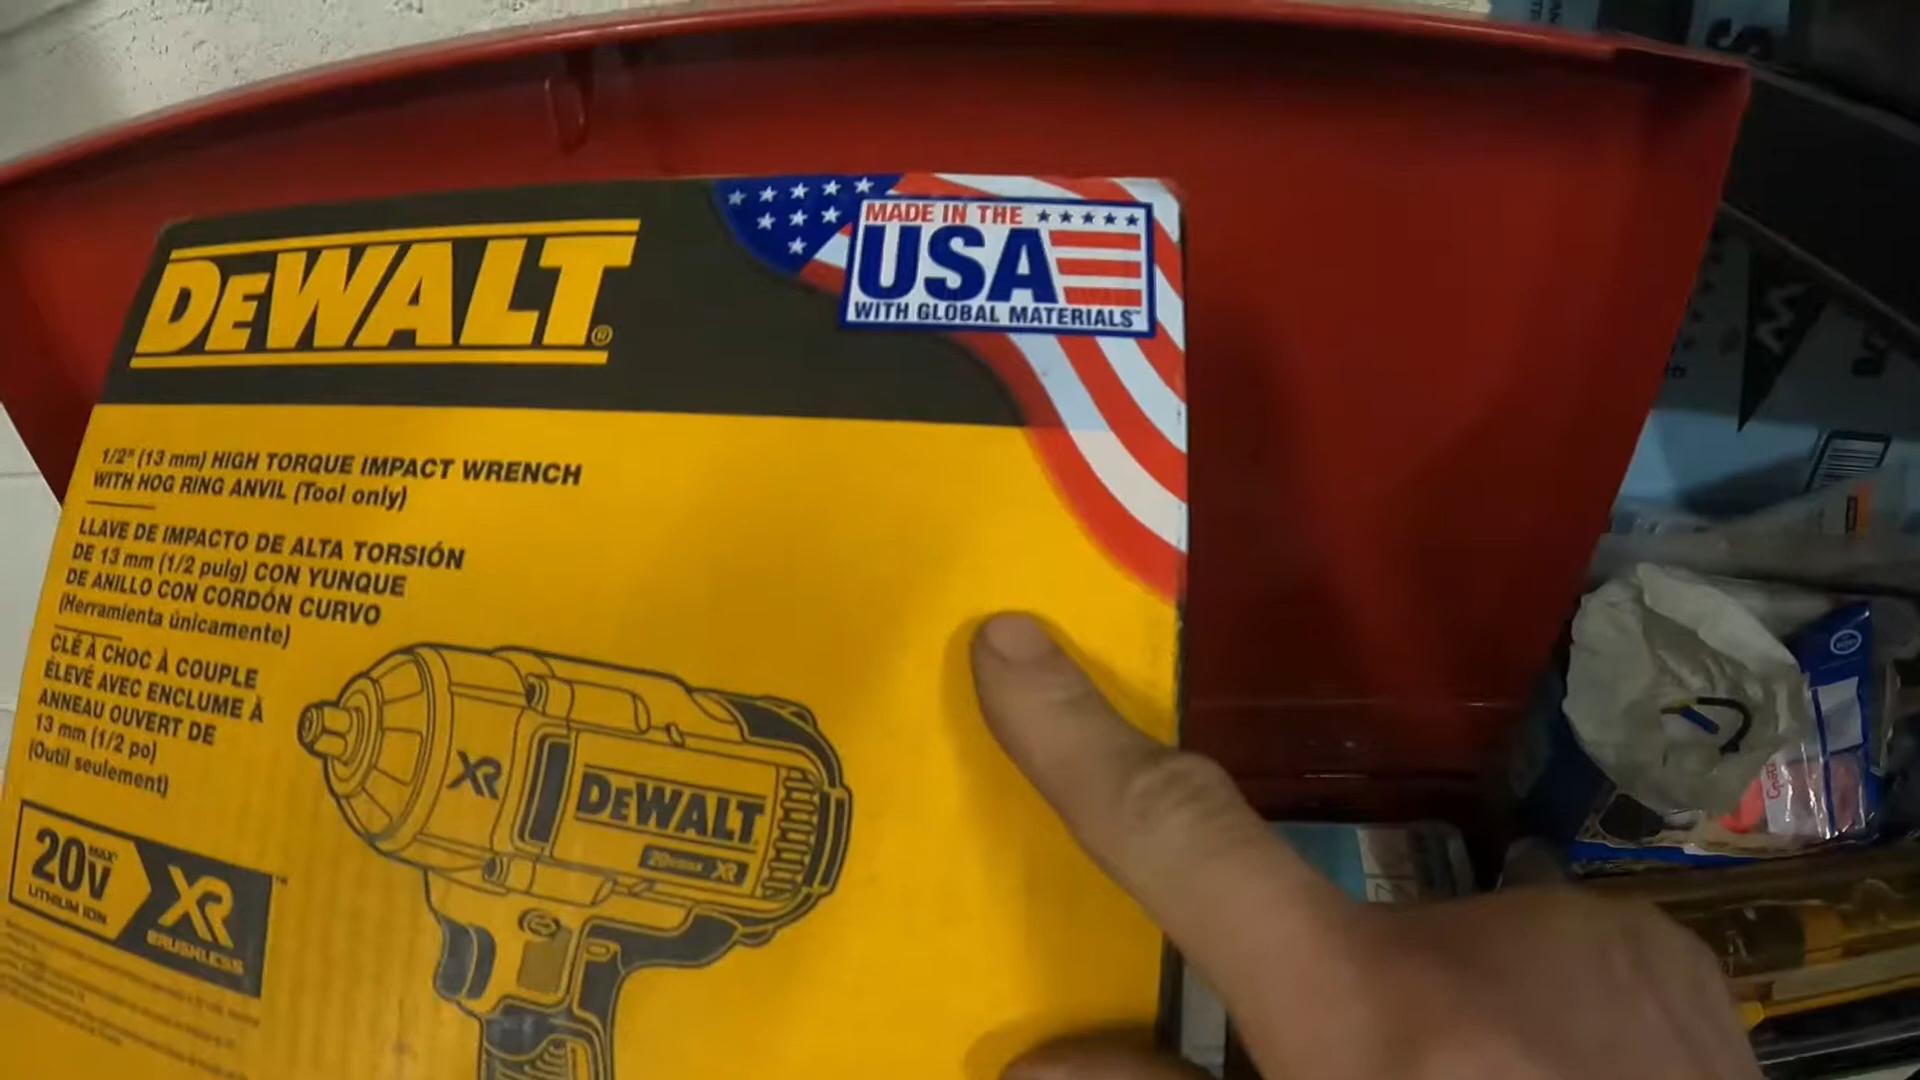 DEWALT®
MADE IN THE
USA
WITH GLOBAL MATERIALS™
1/2" (13 mm) HIGH TORQUE IMPACT WRENCH
WITH HOG RING ANVIL (Tool only)
LLAVE DE IMPACTO DE ALTA TORSIÓN
DE 13 mm (1/2 pulg) CON YUNQUE
DE ANILLO CON CORDÓN CURVO
(Herramienta únicamente)
CLÉ À CHOC À COUPLE
ÉLEVÉ AVEC ENCLUME À
ANNEAU OUVERT DE
13 mm (1/2 po)
(Outil seulement)
XR
DEWALT
20V MAX XR
20V MAX*
LITHIUM ION
XR™
BRUSHLESS